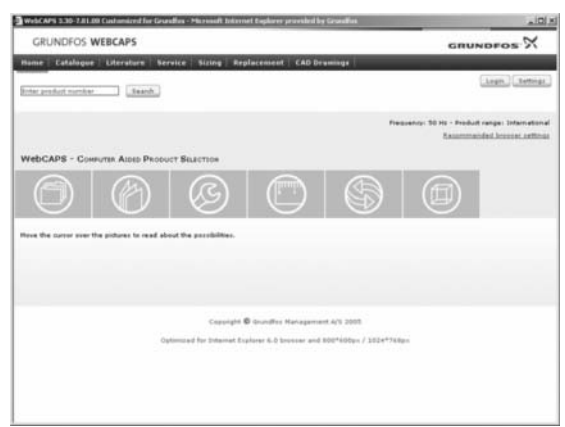 WebCAPS 3.30-7.01.09 Customized for Grundfos - Microsoft Internet Explorer provided by Grundfos
GRUNDFOS WEBCAPS
GRUNDFOS
Home Catalogue Literature Service Sizing Replacement CAD Drawings
Login Settings
Enter product number Search
Frequency: 50 Hz - Product range: International
Recommended browser settings
WebCAPS - Computer Aided Product Selection
Move the cursor over the pictures to read about the possibilities.
Copyright © Grundfos Management A/S 2005
Optimized for Internet Explorer 6.0 browser and 800*600px / 1024*768px